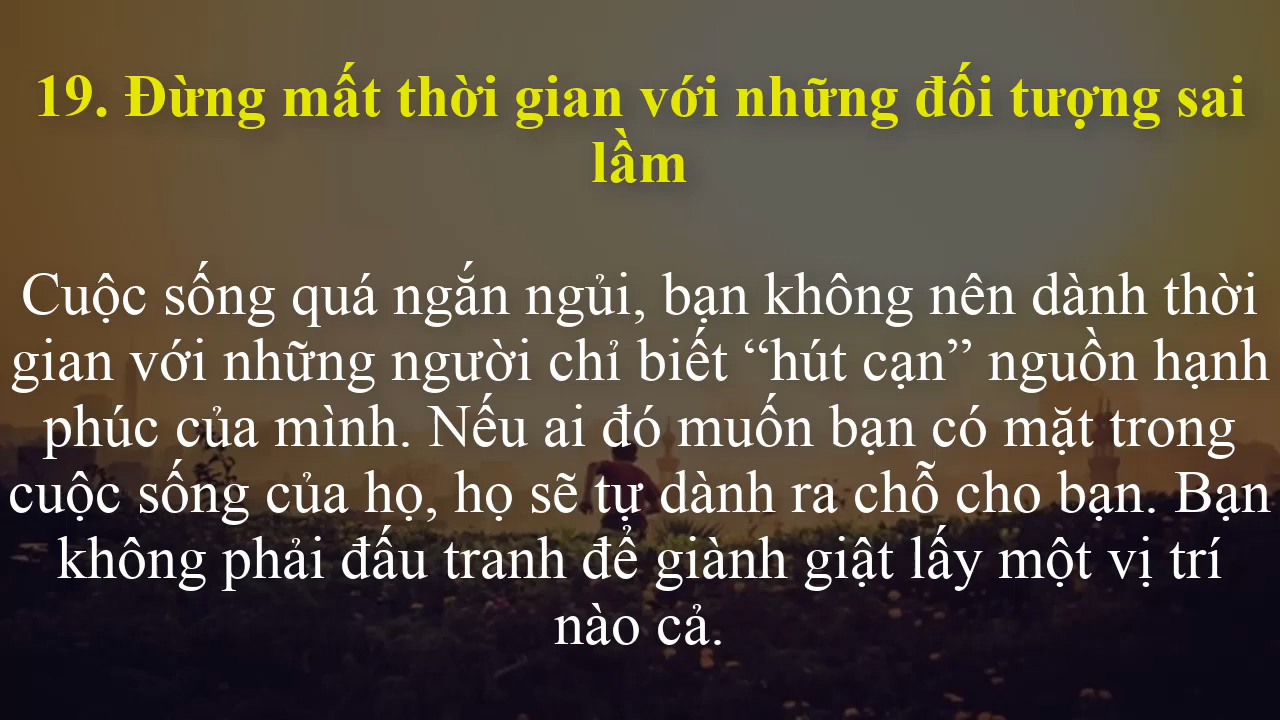 19. Đừng mất thời gian với những đối tượng sai
lầm
Cuộc sống quá ngắn ngủi, bạn không nên dành thời
gian với những người chỉ biết “hút cạn” nguồn hạnh
phúc của mình. Nếu ai đó muốn bạn có mặt trong
cuộc sống của họ, họ sẽ tự dành ra chỗ cho bạn. Bạn
không phải đấu tranh để giành giật lấy một vị trí
nào cả.